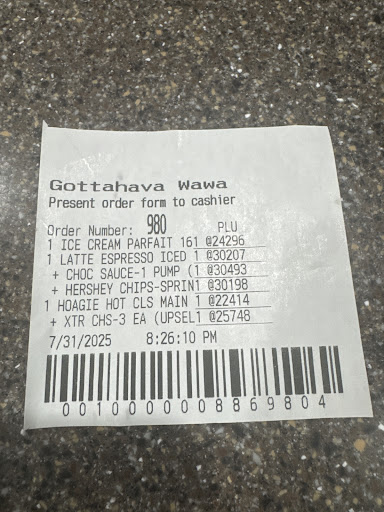 Gottahava Wawa
Present order form to cashier
Order Number: 980 PLU
1 ICE CREAM PARFAIT 161 @24296
1 LATTE ESPRESSO ICED 1 @30207
+ CHOC SAUCE-1 PUMP (1 @30493
+ HERSHEY CHIPS-SPRIN1 @30198
1 HOAGIE HOT CLS MAIN 1 @22414
+ XTR CHS-3 EA (UPSEL1 @25748
7/31/2025 8:26:10 PM
0010000008869804